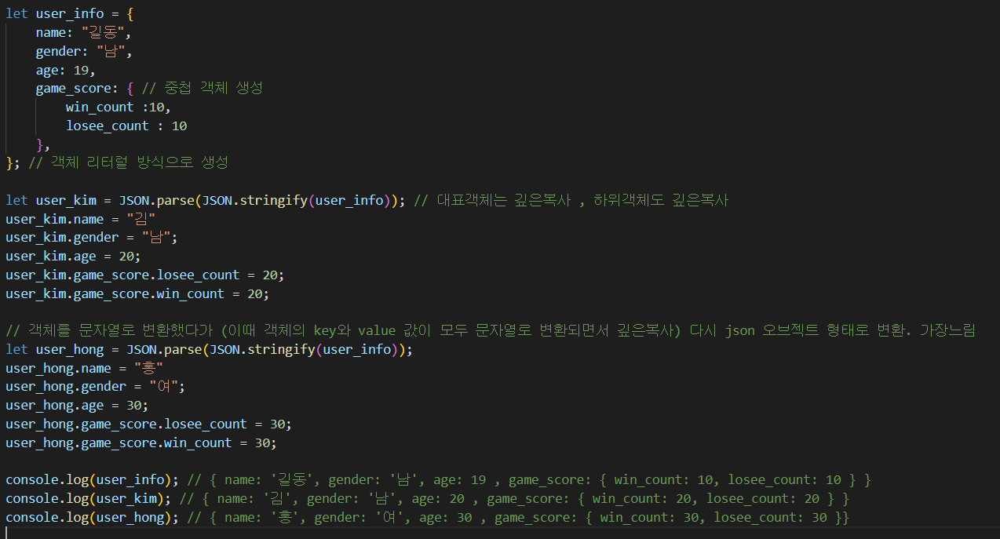 let user_info = {
    name: "길동",
    gender: "남",
    age: 19,
    game_score: { // 중첩 객체 생성
        win_count :10,
        losee_count : 10
    },
}; // 객체 리터럴 방식으로 생성
let user_kim = JSON.parse(JSON.stringify(user_info)); // 대표객체는 깊은복사 , 하위객체도 깊은복사
user_kim.name = "김"
user_kim.gender = "남";
user_kim.age = 20;
user_kim.game_score.losee_count = 20;
user_kim.game_score.win_count = 20;
// 객체를 문자열로 변환했다가 (이때 객체의 key와 value 값이 모두 문자열로 변환되면서 깊은복사) 다시 json 오브젝트 형태로 변환. 가장느림
let user_hong = JSON.parse(JSON.stringify(user_info));
user_hong.name = "홍"
user_hong.gender = "여";
user_hong.age = 30;
user_hong.game_score.losee_count = 30;
user_hong.game_score.win_count = 30;
console.log(user_info); // { name: '길동', gender: '남', age: 19 , game_score: { win_count: 10, losee_count: 10 } }
console.log(user_kim); // { name: '김', gender: '남', age: 20 , game_score: { win_count: 20, losee_count: 20 } }
console.log(user_hong); // { name: '홍', gender: '여', age: 30 , game_score: { win_count: 30, losee_count: 30 }}